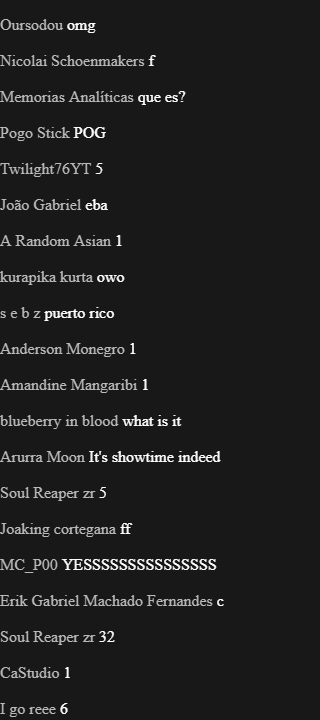 Oursodou omg
Nicolai Schoenmakers f
Memorias Analíticas que es?
Pogo Stick POG
Twilight76YT 5
João Gabriel eba
A Random Asian 1
kurapika kurta owo
s e b z puerto rico
Anderson Monegro 1
Amandine Mangaribi 1
blueberry in blood what is it
Arurra Moon It's showtime indeed
Soul Reaper zr 5
Joaking cortegana ff
MC_P00 YESSSSSSSSSSSSSSS
Erik Gabriel Machado Fernandes c
Soul Reaper zr 32
CaStudio 1
I go reee 6